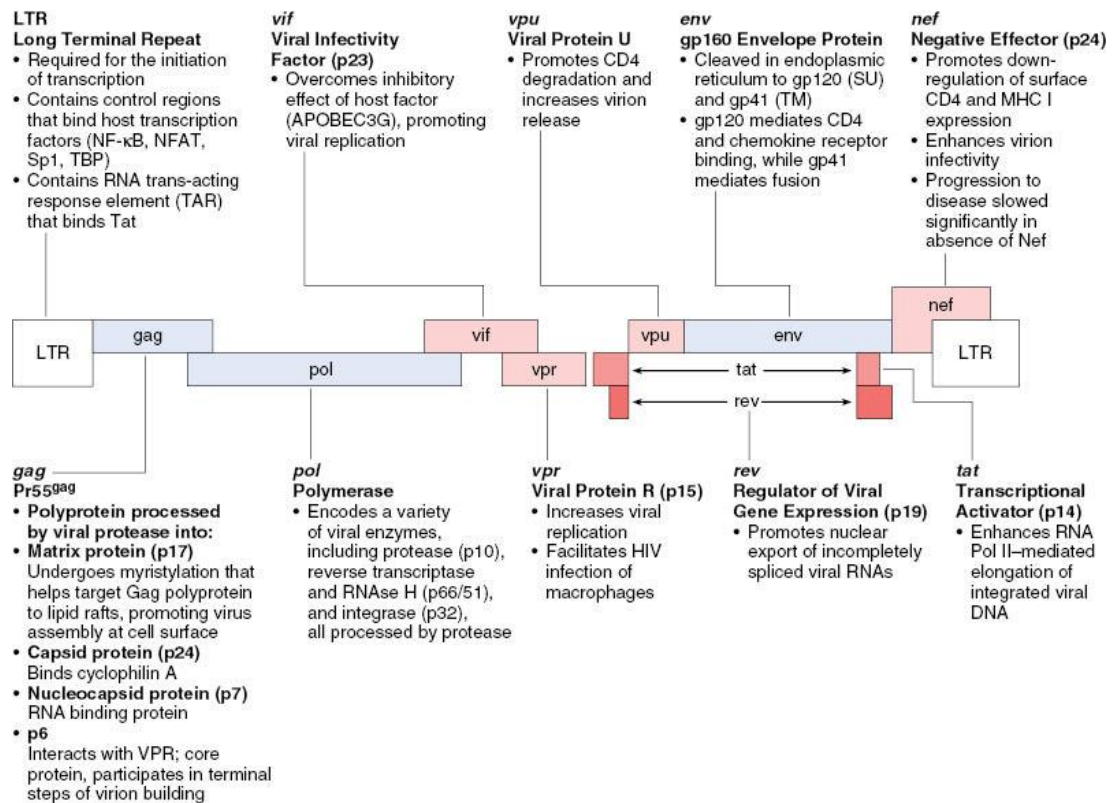 LTR
Long Terminal Repeat
• Required for the initiation
of transcription
• Contains control regions
that bind host transcription
factors (NF-κB, NFAT,
Sp1, TBP)
• Contains RNA trans-acting
response element (TAR)
that binds Tat
vif
Viral Infectivity
Factor (p23)
• Overcomes inhibitory
effect of host factor
(APOBEC3G), promoting
viral replication
vpu
Viral Protein U
• Promotes CD4
degradation and
increases virion
release
env
gp160 Envelope Protein
• Cleaved in endoplasmic
reticulum to gp120 (SU)
and gp41 (TM)
• gp120 mediates CD4
and chemokine receptor
binding, while gp41
mediates fusion
nef
Negative Effector (p24)
• Promotes down-
regulation of surface
CD4 and MHC I
expression
• Enhances virion
infectivity
• Progression to
disease slowed
significantly in
absence of Nef
LTR
gag
pol
vif
vpr
vpu
env
tat
rev
nef
LTR
gag
Pr55gag
• Polyprotein processed
by viral protease into:
• Matrix protein (p17)
Undergoes myristylation that
helps target Gag polyprotein
to lipid rafts, promoting virus
assembly at cell surface
• Capsid protein (p24)
Binds cyclophilin A
• Nucleocapsid protein (p7)
RNA binding protein
• p6
Interacts with VPR; core
protein, participates in terminal
steps of virion building
pol
Polymerase
• Encodes a variety
of viral enzymes,
including protease (p10),
reverse transcriptase
and RNAse H (p66/51),
and integrase (p32),
all processed by protease
vpr
Viral Protein R (p15)
• Increases viral
replication
• Facilitates HIV
infection of
macrophages
rev
Regulator of Viral
Gene Expression (p19)
• Promotes nuclear
export of incompletely
spliced viral RNAs
tat
Transcriptional
Activator (p14)
• Enhances RNA
Pol II–mediated
elongation of
integrated viral
DNA